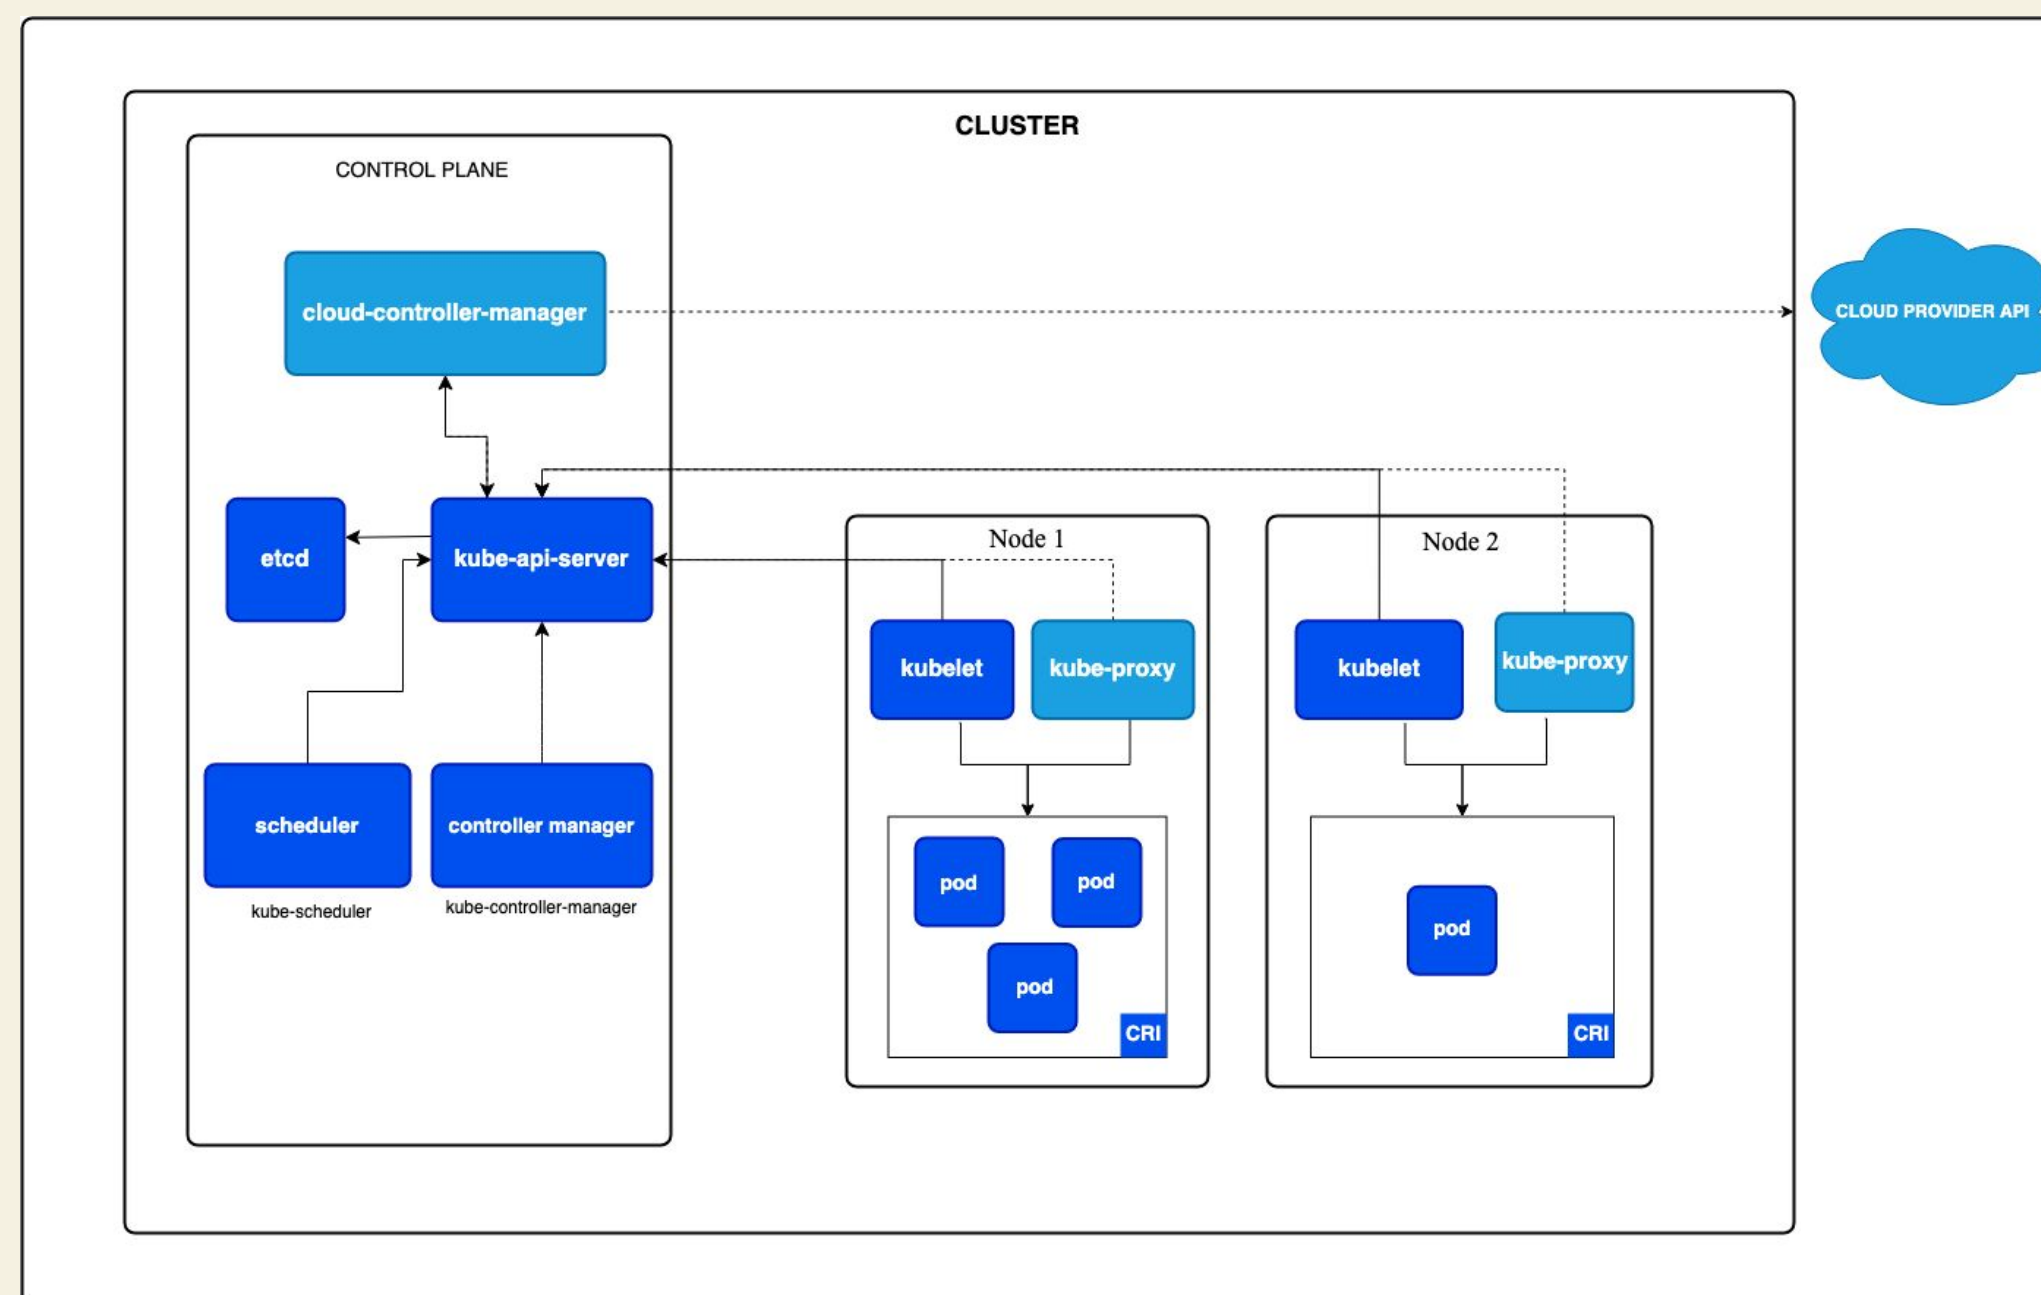 CLUSTER
CONTROL PLANE
cloud-controller-manager
CLOUD PROVIDER API
etcd
kube-api-server
Node 1
Node 2
kubelet
kube-proxy
kubelet
kube-proxy
scheduler
controller manager
kube-scheduler
kube-controller-manager
pod
pod
pod
CRI
pod
CRI